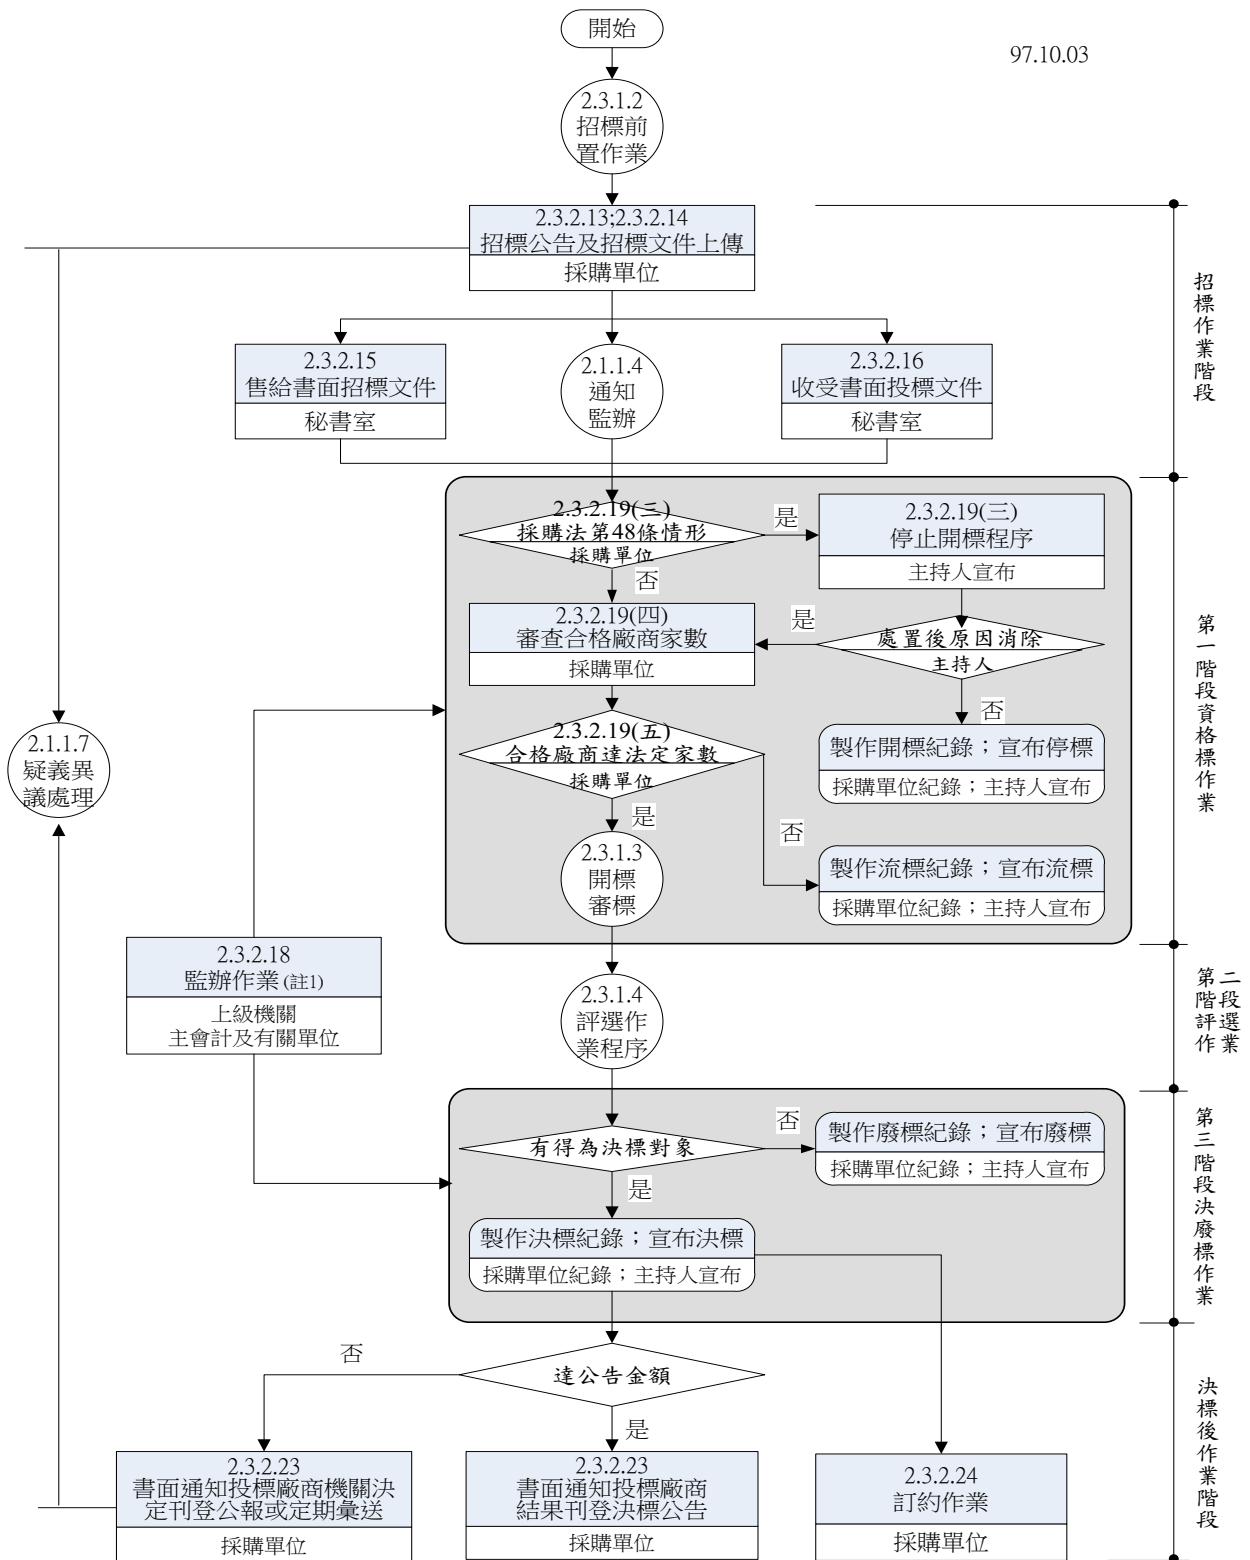 開始
97.10.03
2.3.1.2
招標前
置作業
2.3.2.13;2.3.2.14
招標公告及招標文件上傳
採購單位
招標作業階段
2.3.2.15
售給書面招標文件
秘書室
2.1.1.4
通知
監辦
2.3.2.16
收受書面投標文件
秘書室
2.3.2.19(三)
採購法第48條情形
採購單位
是
否
2.3.2.19(三)
停止開標程序
主持人宣布
2.3.2.19(四)
審查合格廠商家數
採購單位
是
處置後原因消除
主持人
否
第一階段資格標作業
2.3.2.19(五)
合格廠商達法定家數
採購單位
是
否
製作開標紀錄；宣布停標
採購單位紀錄；主持人宣布
2.1.1.7
疑義異
議處理
2.3.1.3
開標
審標
製作流標紀錄；宣布流標
採購單位紀錄；主持人宣布
2.3.2.18
監辦作業(註1)
上級機關
主會計及有關單位
2.3.1.4
評選作
業程序
第二
階段
評選
作業
有得為決標對象
否
是
製作廢標紀錄；宣布廢標
採購單位紀錄；主持人宣布
第三階段決廢標作業
製作決標紀錄；宣布決標
採購單位紀錄；主持人宣布
達公告金額
否
是
決標後作業階段
2.3.2.23
書面通知投標廠商機關決
定刊登公報或定期彙送
採購單位
2.3.2.23
書面通知投標廠商
結果刊登決標公告
採購單位
2.3.2.24
訂約作業
採購單位